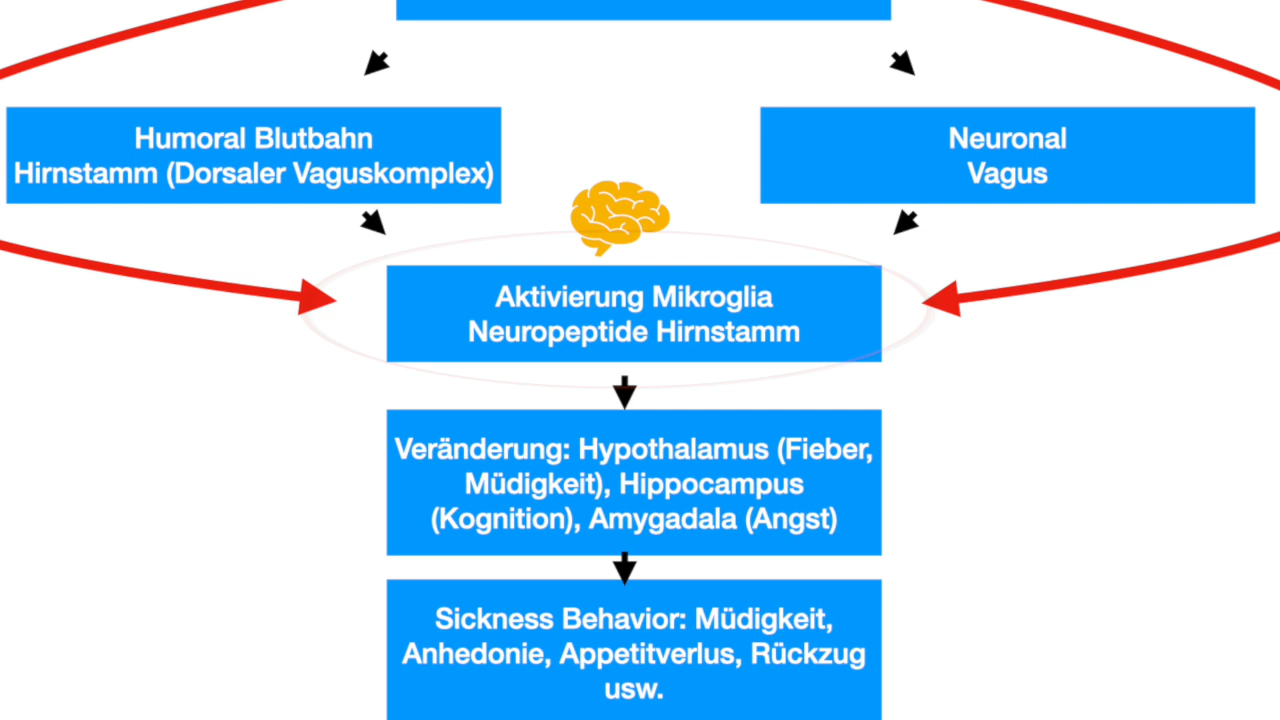 Humoral Blutbahn
Hirnstamm (Dorsaler Vaguskomplex)
Neuronal
Vagus
Aktivierung Mikroglia
Neuropeptide Hirnstamm
Veränderung: Hypothalamus (Fieber,
Müdigkeit), Hippocampus
(Kognition), Amygadala (Angst)
Sickness Behavior: Müdigkeit,
Anhedonie, Appetitverlus, Rückzug
usw.